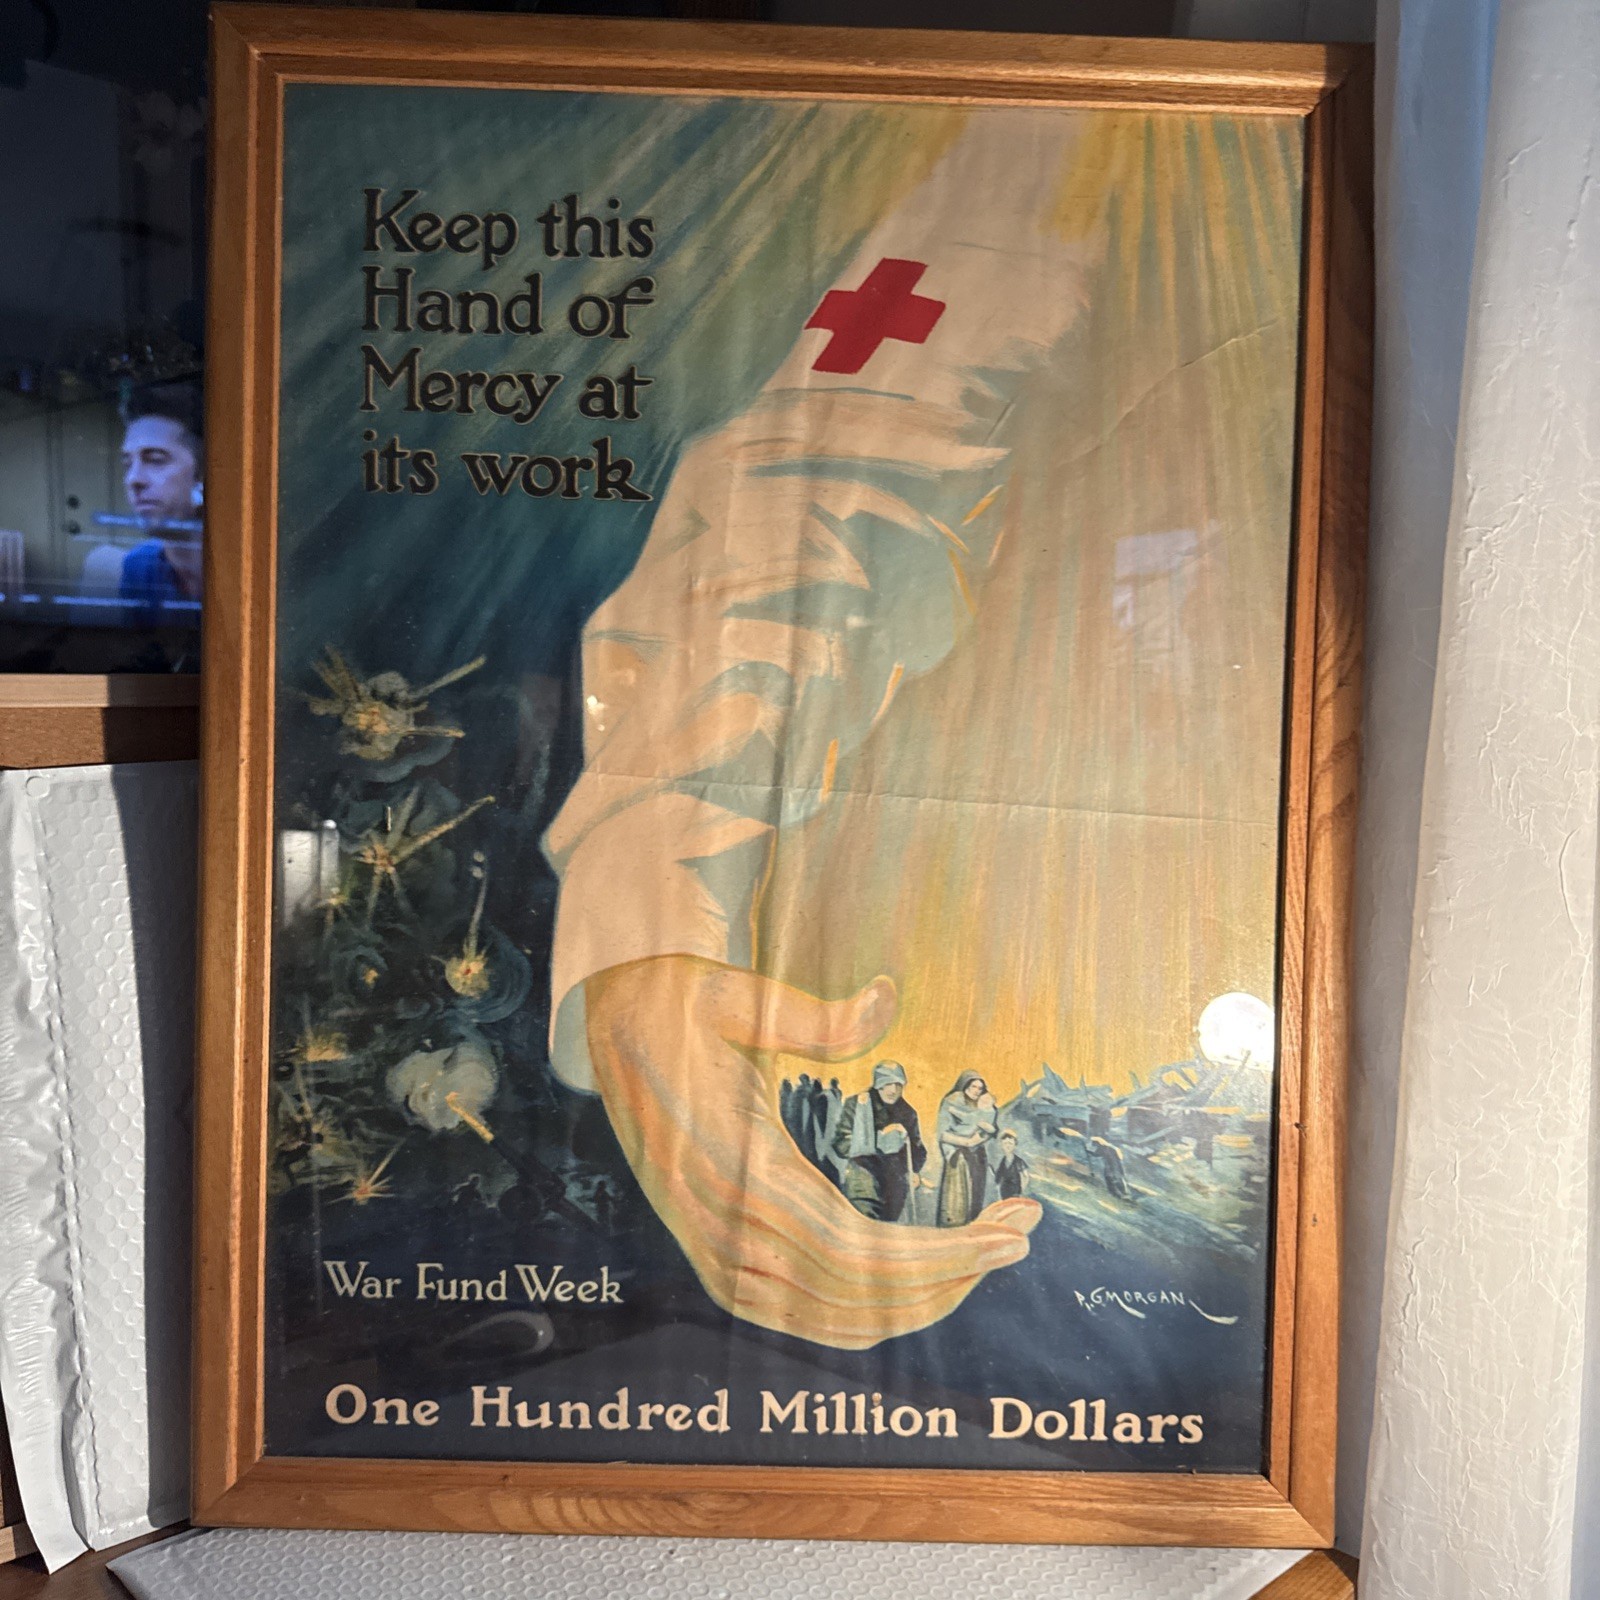 Keep this
Hand of
Mercy at
its work
War Fund Week
R.G.MORGAN
One Hundred Million Dollars